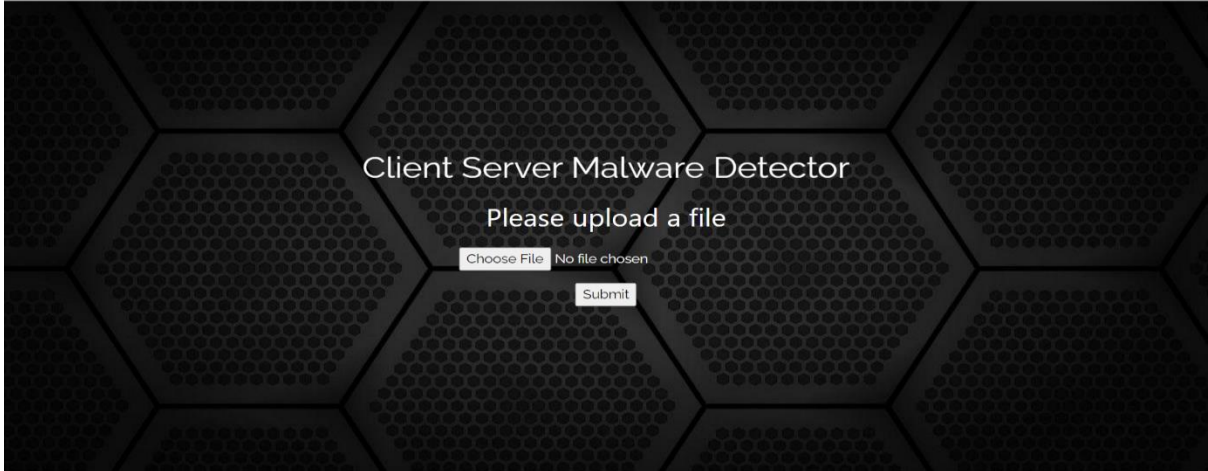 Client Server Malware Detector
Please upload a file
Choose File No file chosen
Submit